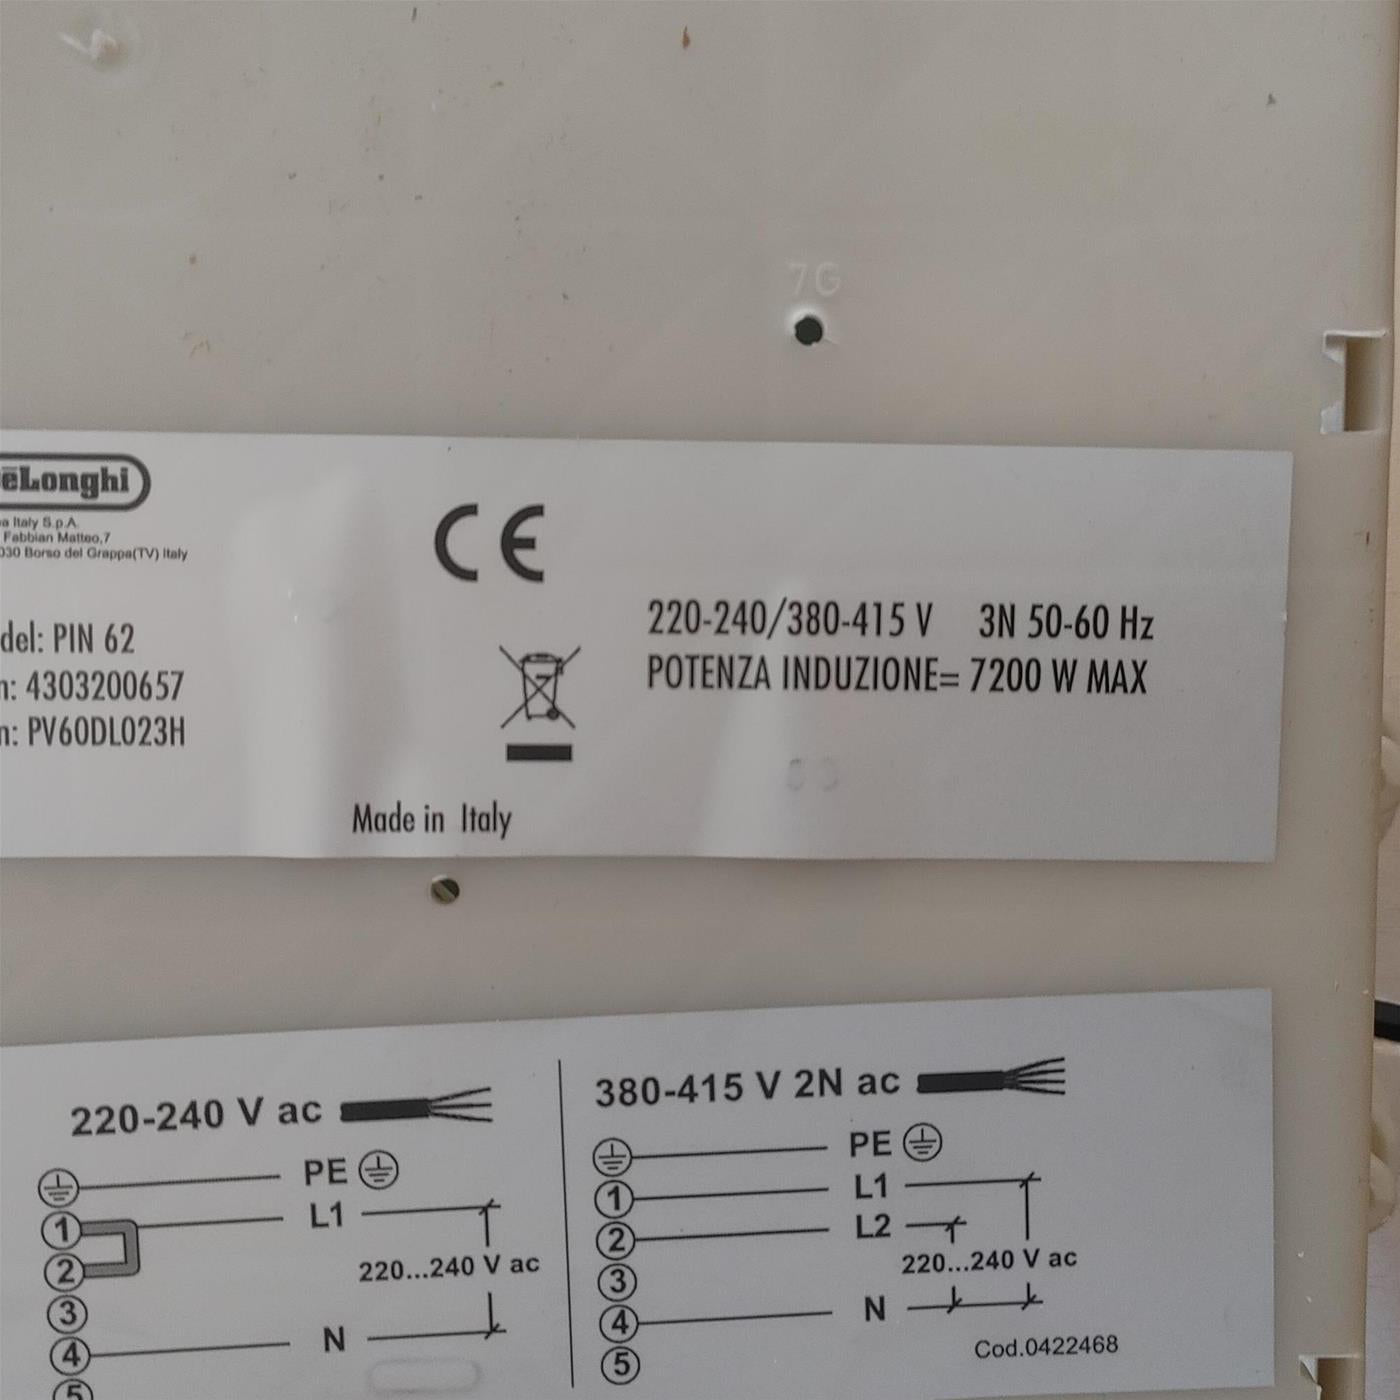 7G
ēLonghi
a Italy S.p.A.
Fabbian Matteo,7
030 Borso del Grappa(TV) Italy
CE
del: PIN 62
n: 4303200657
n: PV60DL023H
220-240/380-415 V 3N 50-60 Hz
POTENZA INDUZIONE= 7200 W MAX
Made in Italy
220-240 V ac
PE
1 L1
2
220...240 V ac
3
4 N
5
380-415 V 2N ac
PE
1 L1
2 L2
220...240 V ac
3
4 N
5
Cod.0422468